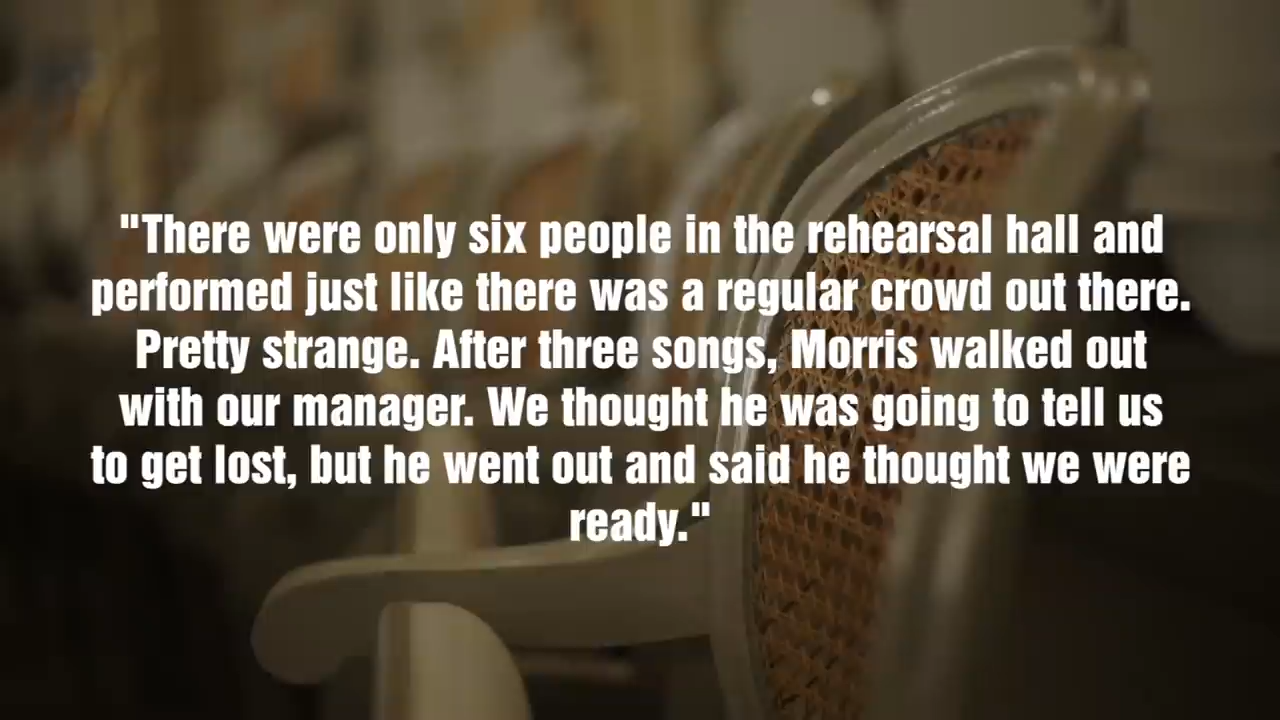 "There were only six people in the rehearsal hall and
performed just like there was a regular crowd out there.
Pretty strange. After three songs, Morris walked out
with our manager. We thought he was going to tell us
to get lost, but he went out and said he thought we were
ready."